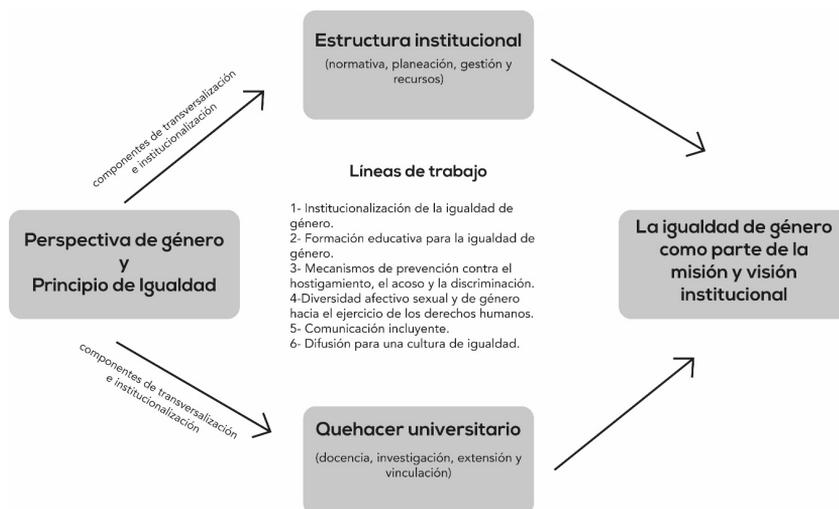 Estructura institucional
(normativa, planeación, gestión y
recursos)
componentes de transversalización
e institucionalización
Líneas de trabajo
1- Institucionalización de la igualdad de
género.
2- Formación educativa para la igualdad de
género.
3- Mecanismos de prevención contra el
hostigamiento, el acoso y la discriminación.
4-Diversidad afectivo sexual y de género
hacia el ejercicio de los derechos humanos.
5- Comunicación incluyente.
6- Difusión para una cultura de igualdad.
Perspectiva de género
y
Principio de Igualdad
La igualdad de género
como parte de la
misión y visión
institucional
componentes de transversalización
e institucionalización
Quehacer universitario
(docencia, investigación, extensión y
vinculación)